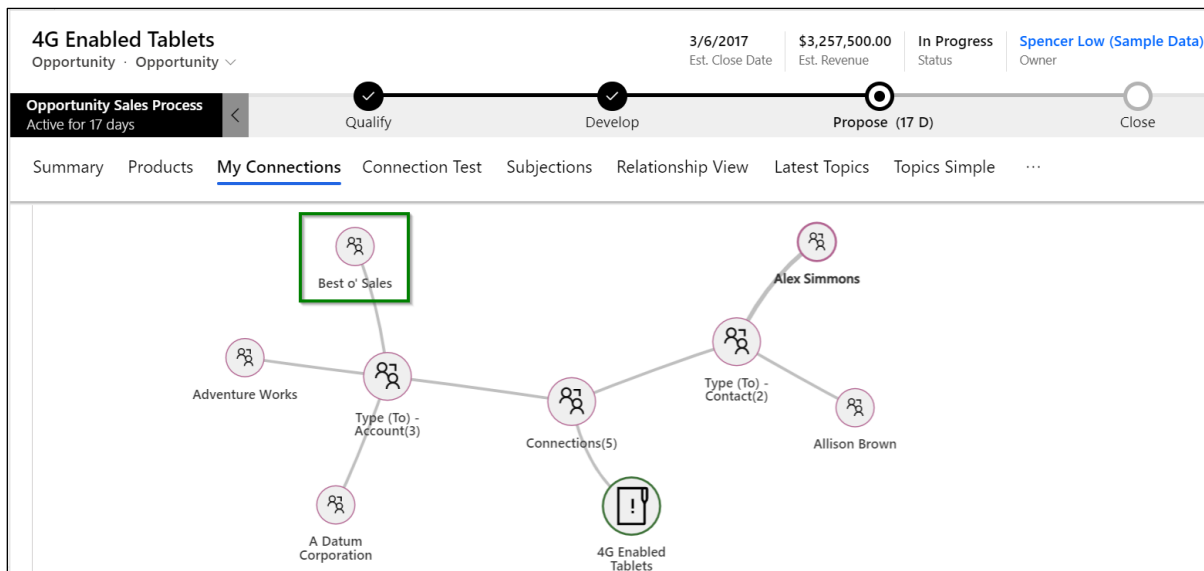 4G Enabled Tablets
Opportunity · Opportunity
3/6/2017
Est. Close Date
$3,257,500.00
Est. Revenue
In Progress
Status
Spencer Low (Sample Data)
Owner
Opportunity Sales Process
Active for 17 days
Qualify
Develop
Propose (17 D)
Close
Summary Products My Connections Connection Test Subjections Relationship View Latest Topics Topics Simple ...
Best o' Sales
Alex Simmons
Adventure Works
Type (To) -
Account(3)
Type (To) -
Contact(2)
Connections(5)
Allison Brown
A Datum
Corporation
4G Enabled
Tablets